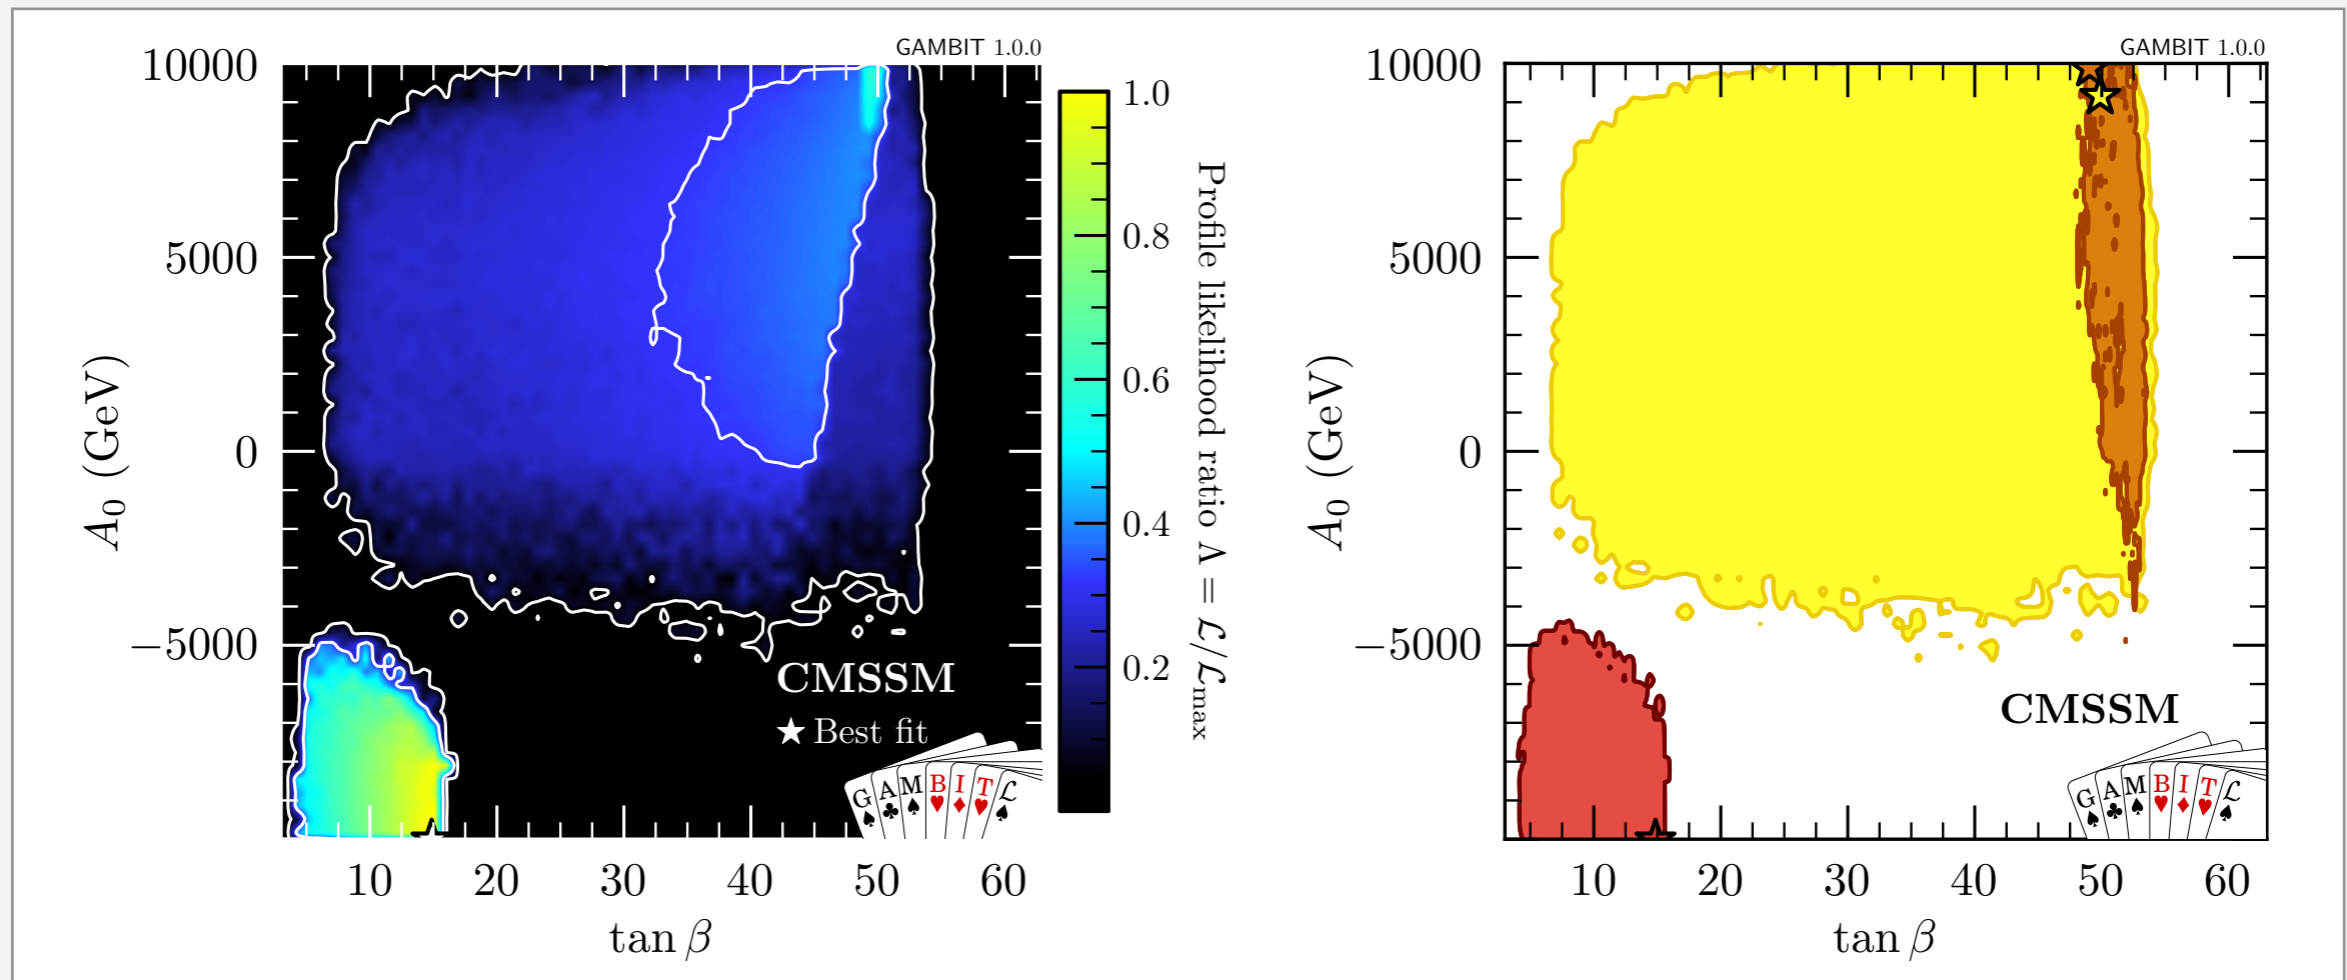 GAMBIT 1.0.0
10000
5000
0
−5000
A₀ (GeV)
10 20 30 40 50 60
tan β
CMSSM
★ Best fit
G A M B I T ℒ
1.0
0.8
0.6
0.4
0.2
Profile likelihood ratio Λ = ℒ/ℒmax
GAMBIT 1.0.0
10000
5000
0
−5000
A₀ (GeV)
10 20 30 40 50 60
tan β
CMSSM
G A M B I T ℒ